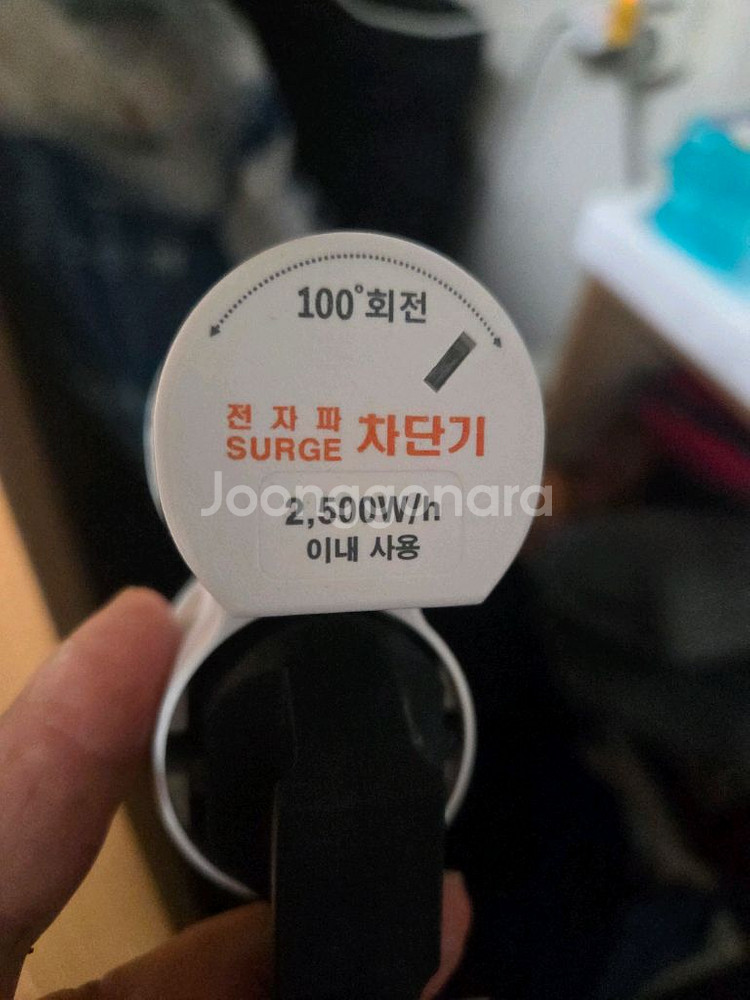 100°회전
전자파
SURGE 차단기
Joonggonara
2,500W/h
이내 사용